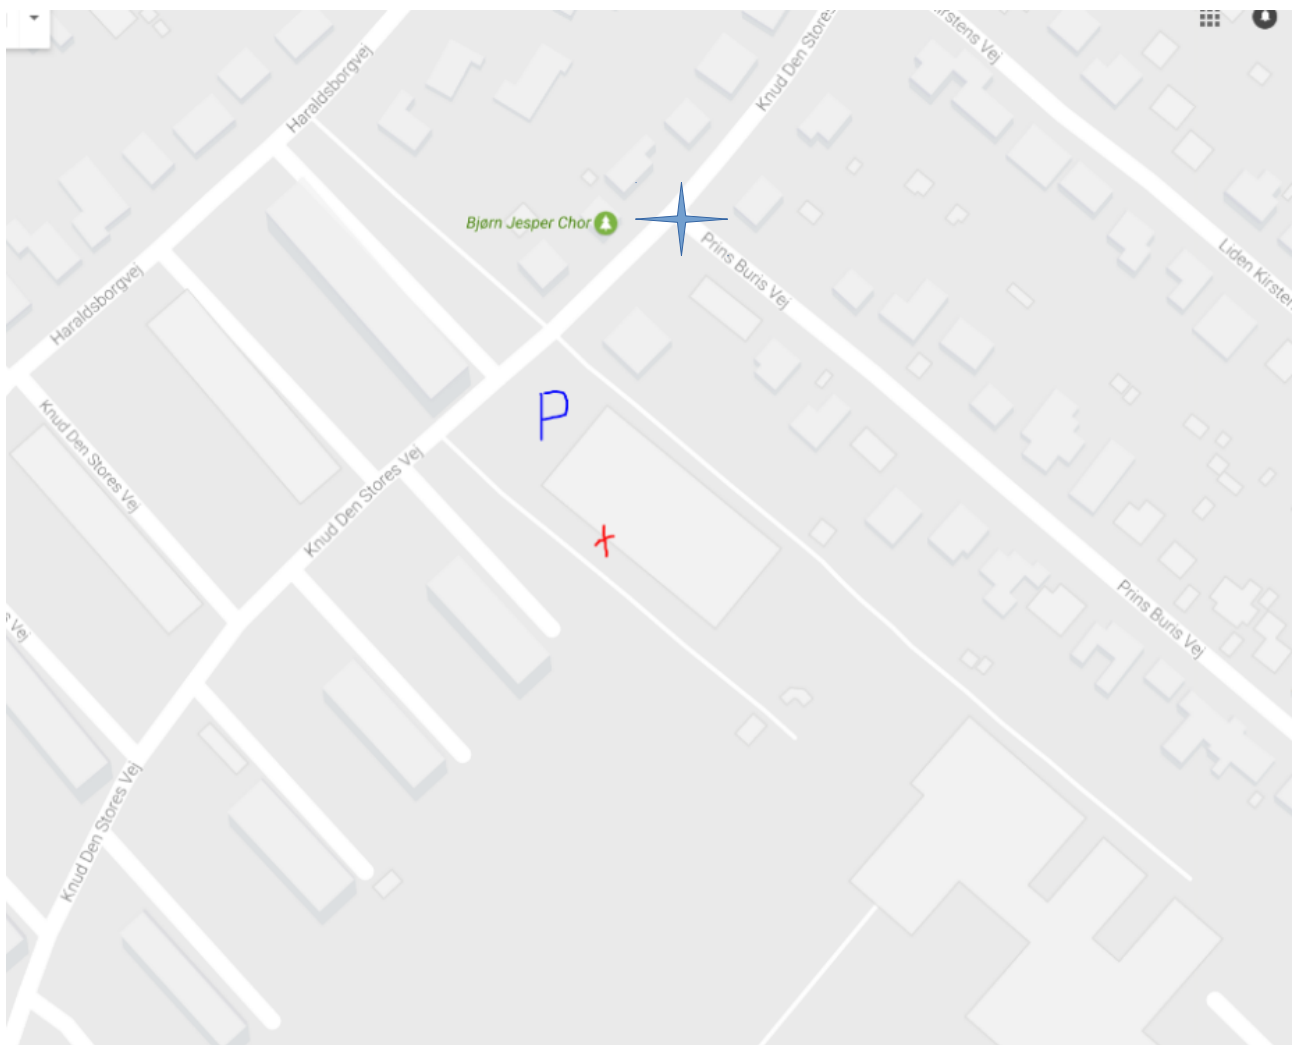 Haraldsborgvej
Knud Den Stores
Kirstens Vej
Bjørn Jesper Chor
Prins Buris Vej
Liden Kirsten
Haraldsborgvej
P
Knud Den Stores Vej
Knud Den Stores Vej
x
s Vej
Prins Buris Vej
Knud Den Stores Vej